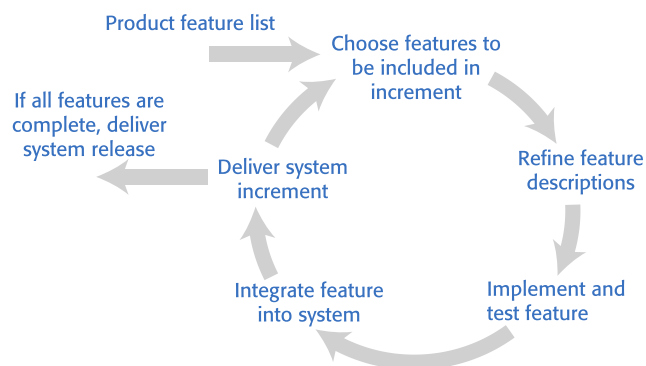 Product feature list
Choose features to
be included in
increment
If all features are
complete, deliver
system release
Deliver system
increment
Refine feature
descriptions
Integrate feature
into system
Implement and
test feature